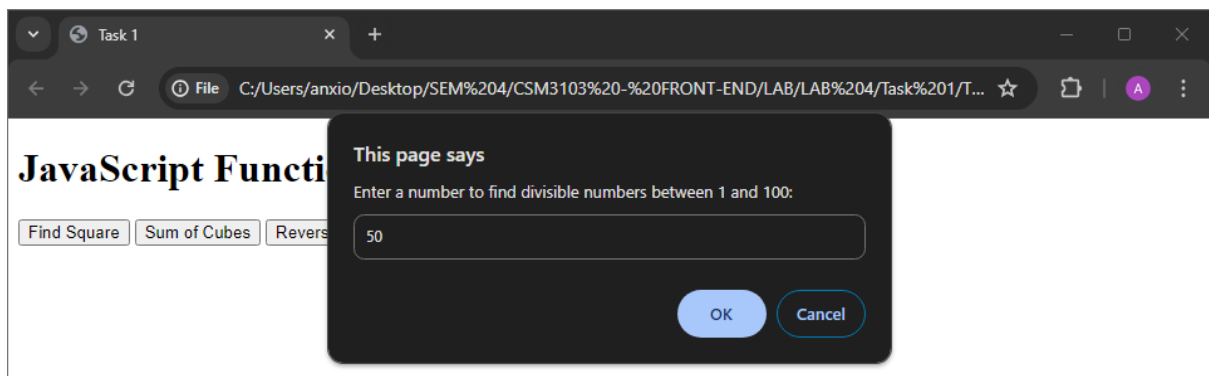 Task 1
File C:/Users/anxio/Desktop/SEM%204/CSM3103%20-%20FRONT-END/LAB/LAB%204/Task%201/T... A
This page says
JavaScript Functi
Enter a number to find divisible numbers between 1 and 100:
Find Square Sum of Cubes Revers
50
OK Cancel